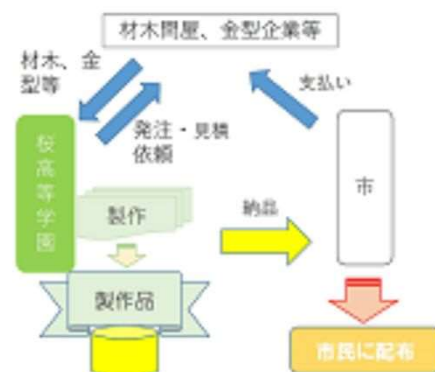 材木問屋、金型企業等
材木、金
型等
支払い
発注・見積
依頼
桜高等学園
市
製作
納品
製作品
市民に配布